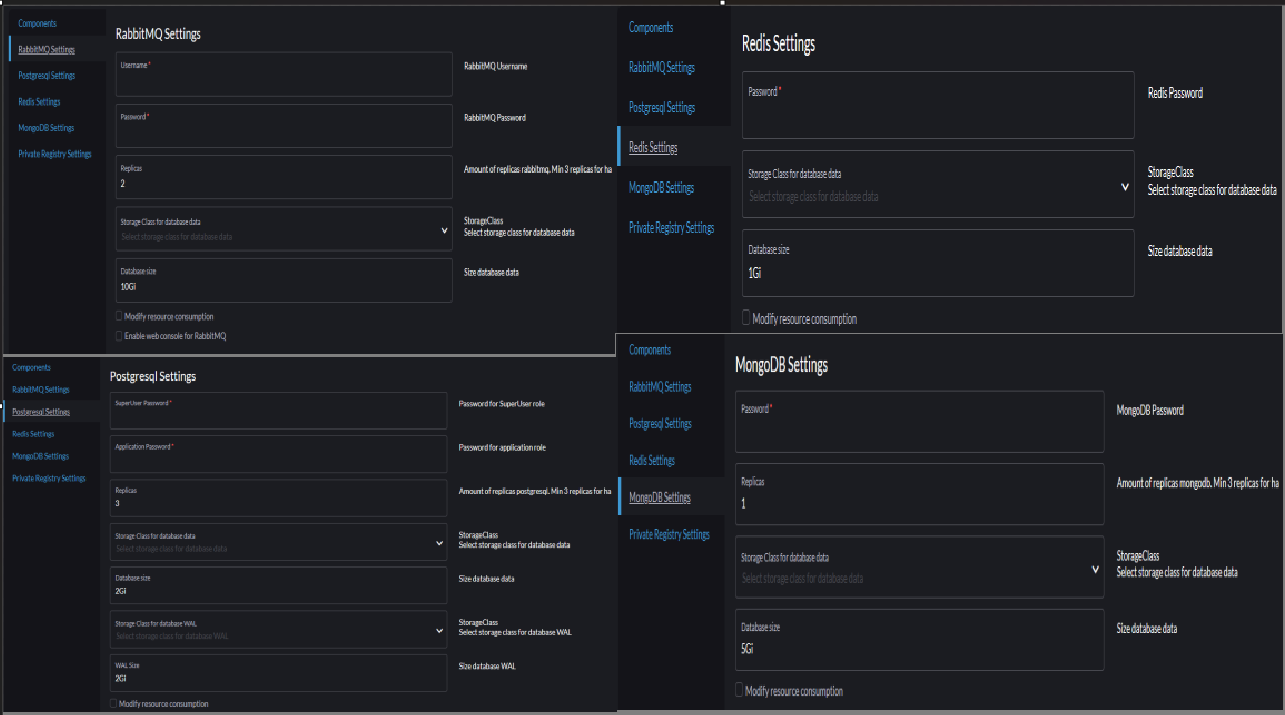 Components
RabbitMQ Settings
Postgresql Settings
Redis Settings
MongoDB Settings
Private Registry Settings
RabbitMQ Settings
Username*
RabbitMQ Username
Password*
RabbitMQ Password
Replicas
2
Amount of replicas rabbitmq. Min 3 replicas for ha
Storage Class for database data
Select storage class for database data
StorageClass
Select storage class for database data
Database size
10Gi
Size database data
Modify resource consumption
Enable web console for RabbitMQ
Components
RabbitMQ Settings
Postgresql Settings
Redis Settings
MongoDB Settings
Private Registry Settings
Redis Settings
Password*
Redis Password
Storage Class for database data
Select storage class for database data
StorageClass
Select storage class for database data
Database size
1Gi
Size database data
Modify resource consumption
Components
RabbitMQ Settings
Postgresql Settings
Redis Settings
MongoDB Settings
Private Registry Settings
Postgresql Settings
SuperUser Password*
Password for SuperUser role
Application Password*
Password for application role
Replicas
3
Amount of replicas postgresql. Min 3 replicas for ha
Storage Class for database data
Select storage class for database data
StorageClass
Select storage class for database data
Database size
2Gi
Size database data
Storage Class for database WAL
Select storage class for database WAL
StorageClass
Select storage class for database WAL
WAL Size
2Gi
Size database WAL
Modify resource consumption
Components
RabbitMQ Settings
Postgresql Settings
Redis Settings
MongoDB Settings
Private Registry Settings
MongoDB Settings
Password*
MongoDB Password
Replicas
1
Amount of replicas mongodb. Min 3 replicas for ha
Storage Class for database data
Select storage class for database data
StorageClass
Select storage class for database data
Database size
5Gi
Size database data
Modify resource consumption